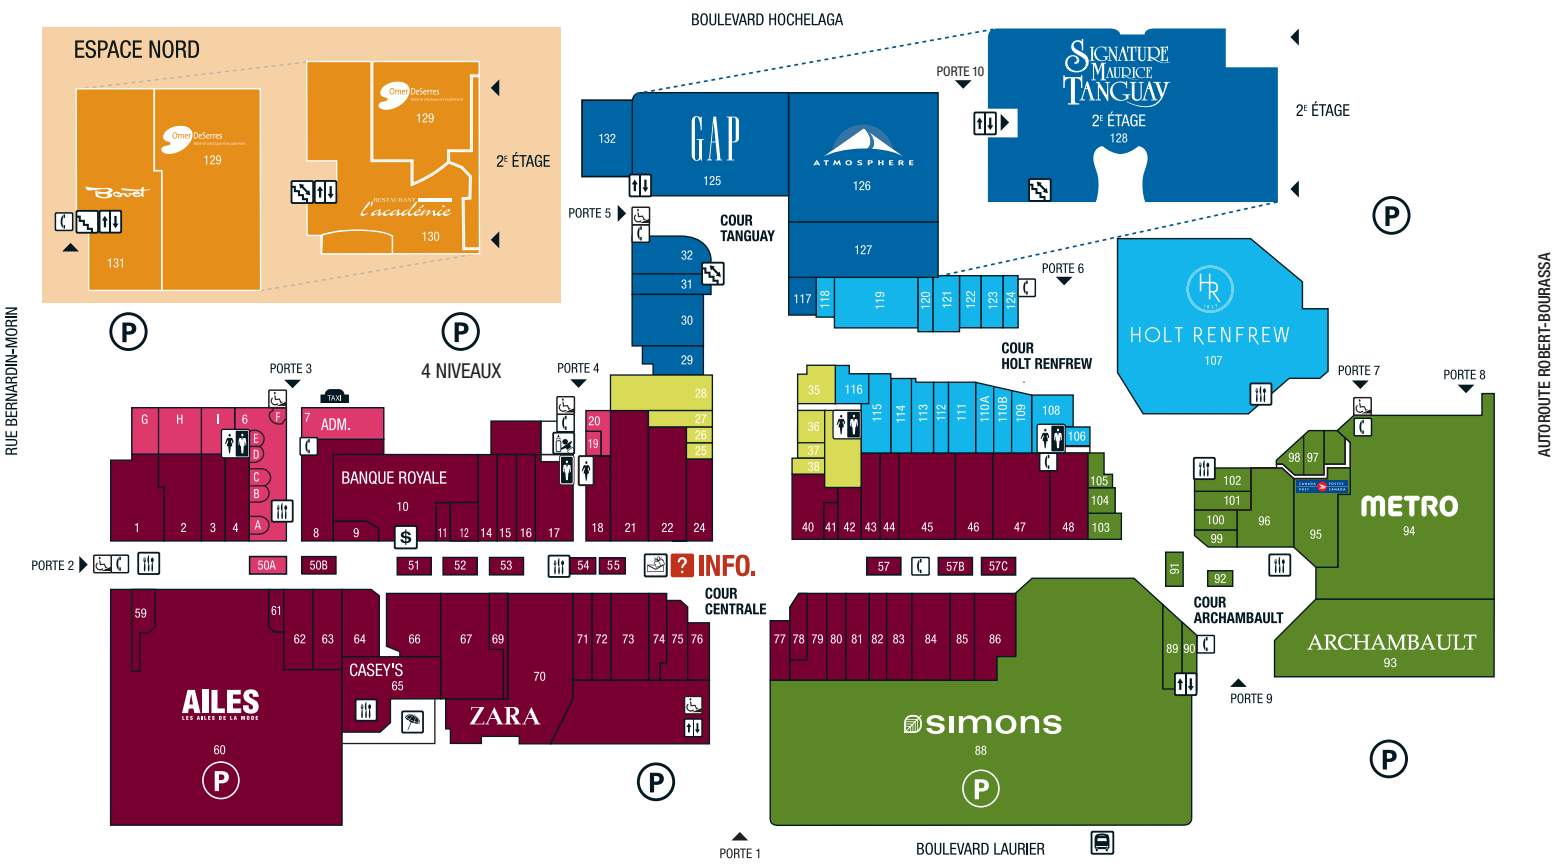 BOULEVARD HOCHELAGA
ESPACE NORD
Omer DeSerres
129
Bovet
131
Omer DeSerres
129
RESTAURANT
l'académie
130
2E ÉTAGE
132
GAP
125
ATMOSPHERE
126
127
PORTE 10
SIGNATURE
MAURICE
TANGUAY
2E ÉTAGE
128
2E ÉTAGE
P
PORTE 5
COUR
TANGUAY
32
31
30
29
117
118
119
120
121
122
123
124
PORTE 6
HR
1837
HOLT RENFREW
107
COUR
HOLT RENFREW
RUE BERNARDIN-MORIN
AUTOROUTE ROBERT-BOURASSA
P
P
4 NIVEAUX
PORTE 3
TAXI
PORTE 4
PORTE 7
PORTE 8
G
H
I
6
F
E
D
C
B
A
7
ADM.
1
2
3
4
BANQUE ROYALE
10
8
9
$
11
12
14
15
16
17
20
19
18
21
22
24
28
27
26
25
35
36
37
38
116
115
114
113
112
111
110A
110B
109
108
106
40
41
42
43
44
45
46
47
48
105
104
103
98
97
CANADA POST
POSTES CANADA
102
101
100
99
96
95
METRO
94
PORTE 2
50A
50B
51
52
53
54
55
? INFO.
57
57B
57C
91
92
COUR
CENTRALE
COUR
ARCHAMBAULT
59
61
62
63
64
66
67
69
70
71
72
73
74
75
76
CASEY'S
65
ZARA
AILES
LES AILES DE LA MODE
60
P
77
78
79
80
81
82
83
84
85
86
simons
88
P
89
90
ARCHAMBAULT
93
PORTE 9
P
P
PORTE 1
BOULEVARD LAURIER